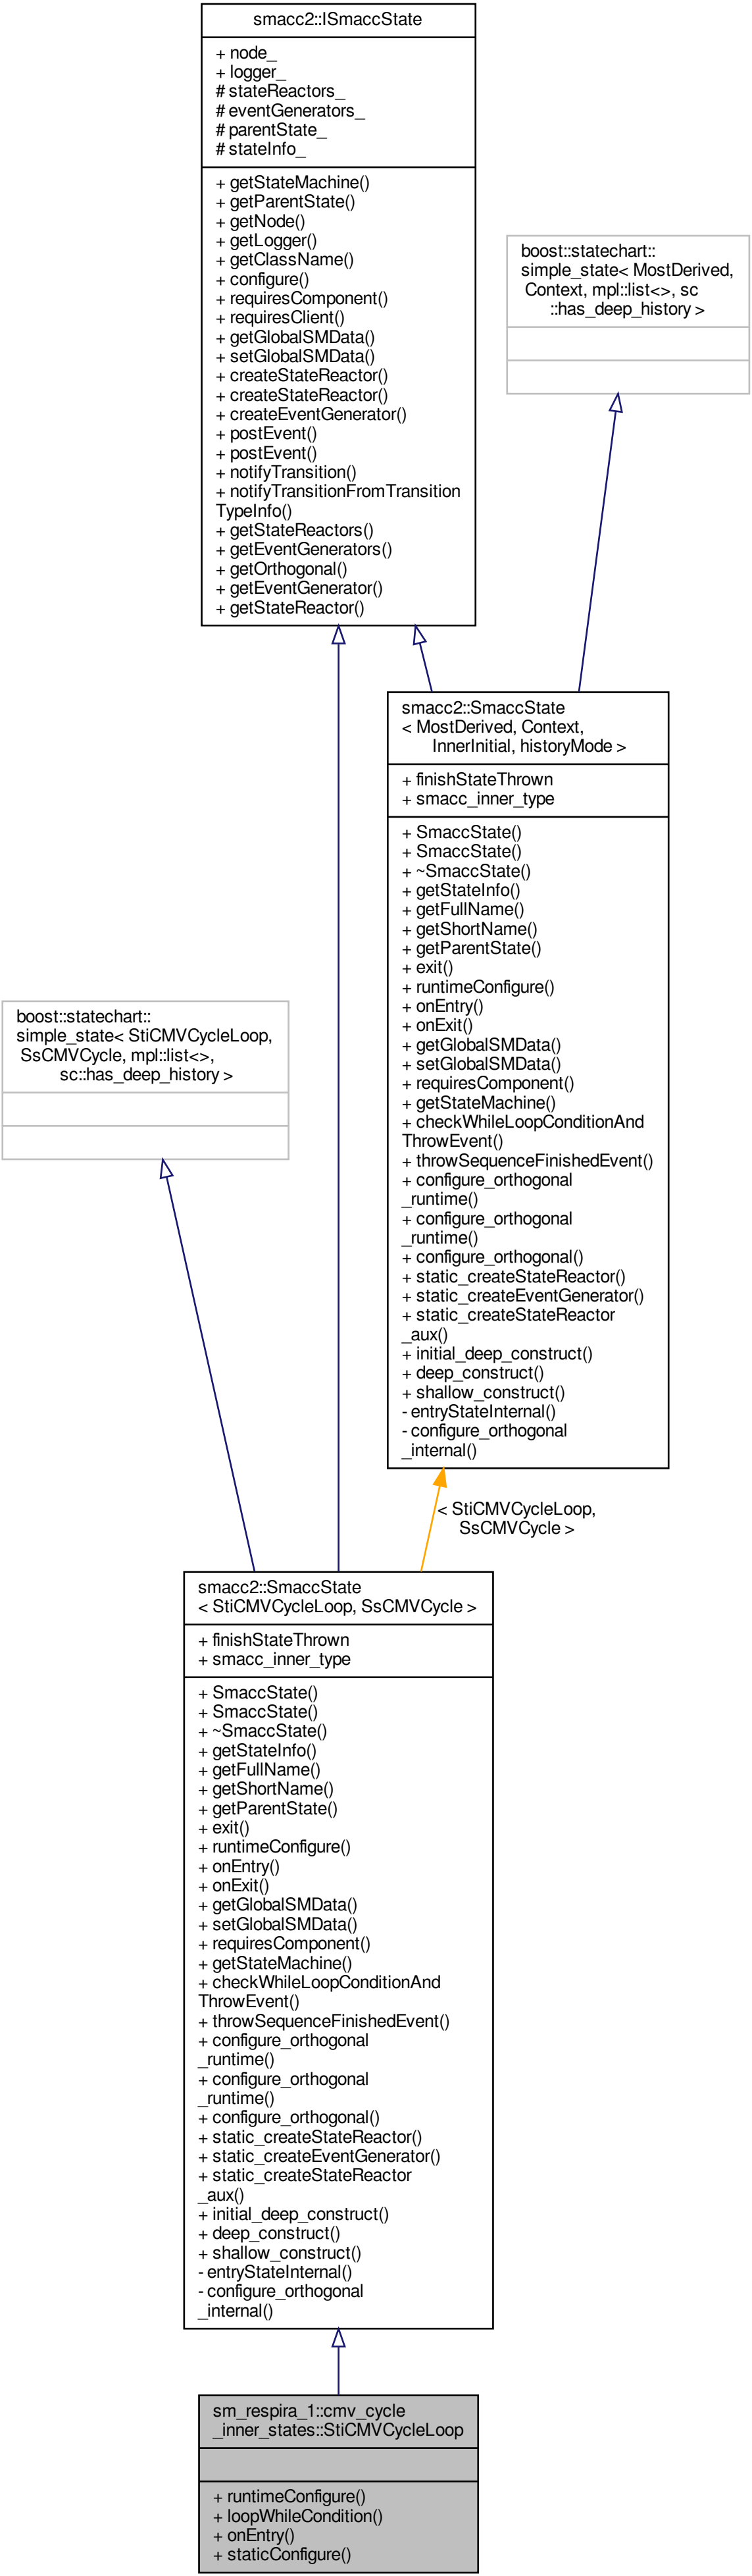 smacc2::ISmaccState
+ node_
+ logger_
# stateReactors_
# eventGenerators_
# parentState_
# stateInfo_
+ getStateMachine()
+ getParentState()
+ getNode()
+ getLogger()
+ getClassName()
+ configure()
+ requiresComponent()
+ requiresClient()
+ getGlobalSMData()
+ setGlobalSMData()
+ createStateReactor()
+ createStateReactor()
+ createEventGenerator()
+ postEvent()
+ postEvent()
+ notifyTransition()
+ notifyTransitionFromTransition
TypeInfo()
+ getStateReactors()
+ getEventGenerators()
+ getOrthogonal()
+ getEventGenerator()
+ getStateReactor()
boost::statechart::
simple_state< MostDerived,
Context, mpl::list<>, sc
::has_deep_history >
smacc2::SmaccState
< MostDerived, Context,
InnerInitial, historyMode >
+ finishStateThrown
+ smacc_inner_type
+ SmaccState()
+ SmaccState()
+ ~SmaccState()
+ getStateInfo()
+ getFullName()
+ getShortName()
+ getParentState()
+ exit()
+ runtimeConfigure()
+ onEntry()
+ onExit()
+ getGlobalSMData()
+ setGlobalSMData()
+ requiresComponent()
+ getStateMachine()
+ checkWhileLoopConditionAnd
ThrowEvent()
+ throwSequenceFinishedEvent()
+ configure_orthogonal
_runtime()
+ configure_orthogonal
_runtime()
+ configure_orthogonal()
+ static_createStateReactor()
+ static_createEventGenerator()
+ static_createStateReactor
_aux()
+ initial_deep_construct()
+ deep_construct()
+ shallow_construct()
- entryStateInternal()
- configure_orthogonal
_internal()
boost::statechart::
simple_state< StiCMVCycleLoop,
SsCMVCycle, mpl::list<>,
sc::has_deep_history >
< StiCMVCycleLoop,
SsCMVCycle >
smacc2::SmaccState
< StiCMVCycleLoop, SsCMVCycle >
+ finishStateThrown
+ smacc_inner_type
+ SmaccState()
+ SmaccState()
+ ~SmaccState()
+ getStateInfo()
+ getFullName()
+ getShortName()
+ getParentState()
+ exit()
+ runtimeConfigure()
+ onEntry()
+ onExit()
+ getGlobalSMData()
+ setGlobalSMData()
+ requiresComponent()
+ getStateMachine()
+ checkWhileLoopConditionAnd
ThrowEvent()
+ throwSequenceFinishedEvent()
+ configure_orthogonal
_runtime()
+ configure_orthogonal
_runtime()
+ configure_orthogonal()
+ static_createStateReactor()
+ static_createEventGenerator()
+ static_createStateReactor
_aux()
+ initial_deep_construct()
+ deep_construct()
+ shallow_construct()
- entryStateInternal()
- configure_orthogonal
_internal()
sm_respira_1::cmv_cycle
_inner_states::StiCMVCycleLoop
+ runtimeConfigure()
+ loopWhileCondition()
+ onEntry()
+ staticConfigure()